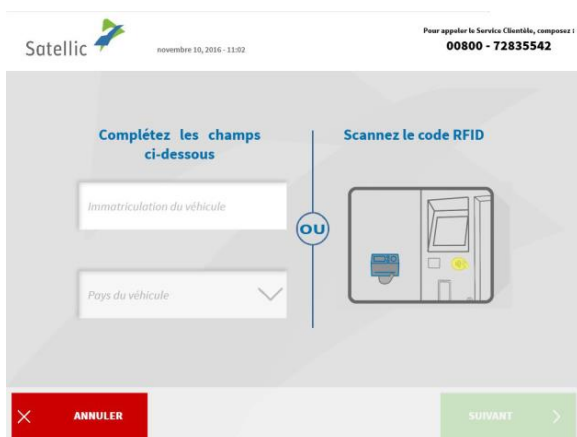 Satellic
novembre 10, 2016 - 11:02
Pour appeler le Service Clientèle, composez :
00800 - 72835542
Complétez les champs
ci-dessous
Immatriculation du véhicule
Pays du véhicule
OU
Scannez le code RFID
ANNULER
SUIVANT